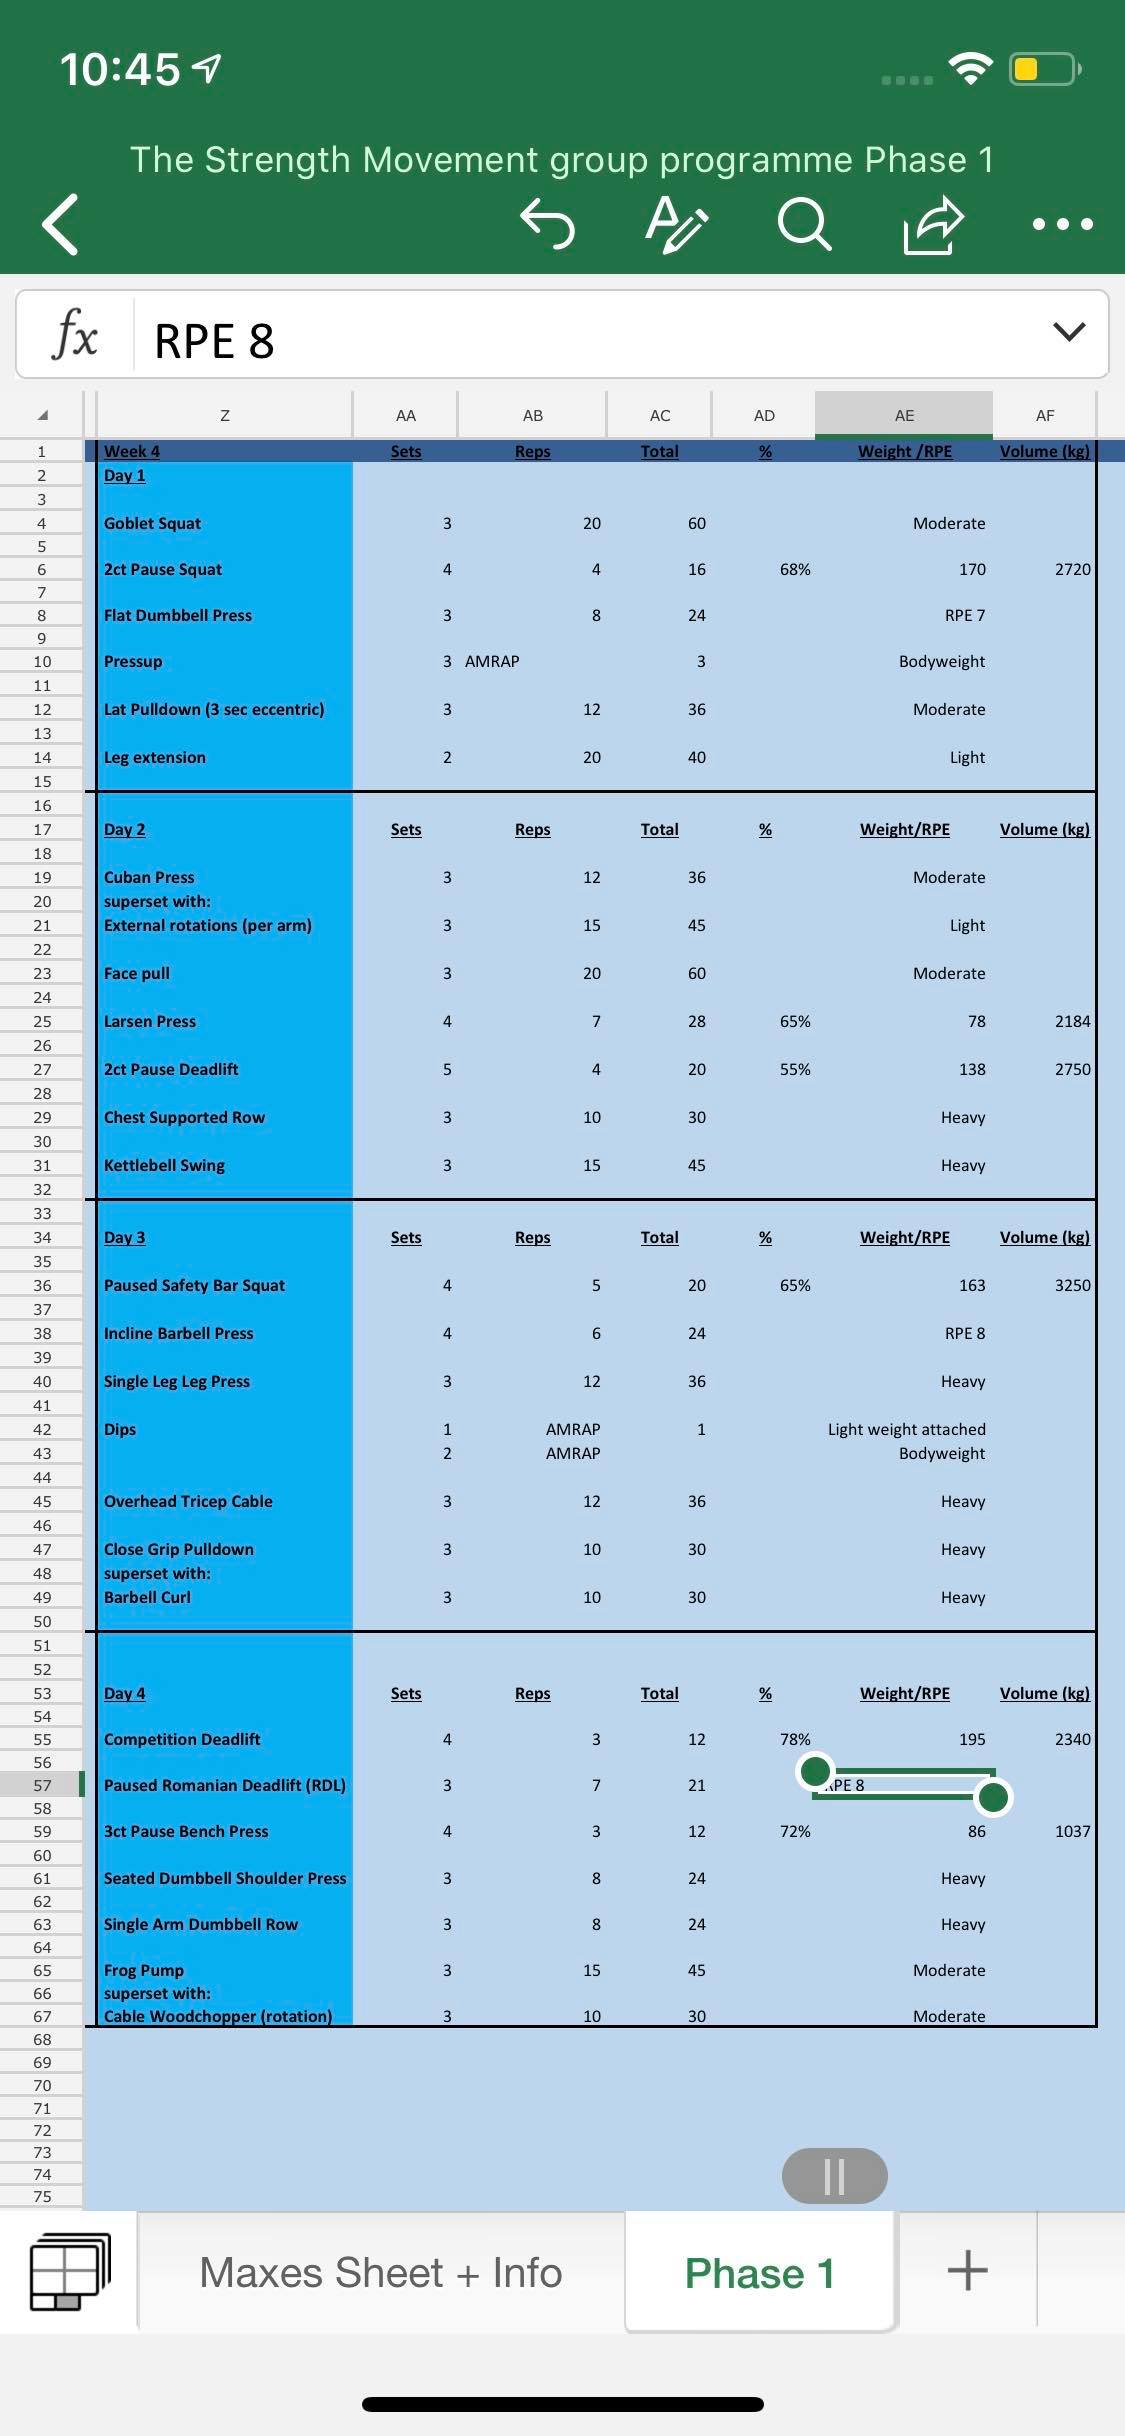 10:45
The Strength Movement group programme Phase 1
fx RPE 8
Z AA AB AC AD AE AF
1 Week 4 Sets Reps Total % Weight /RPE Volume (kg)
2 Day 1
3
4 Goblet Squat 3 20 60 Moderate
5
6 2ct Pause Squat 4 4 16 68% 170 2720
7
8 Flat Dumbbell Press 3 8 24 RPE 7
9
10 Pressup 3 AMRAP 3 Bodyweight
11
12 Lat Pulldown (3 sec eccentric) 3 12 36 Moderate
13
14 Leg extension 2 20 40 Light
15
16
17 Day 2 Sets Reps Total % Weight/RPE Volume (kg)
18
19 Cuban Press 3 12 36 Moderate
20 superset with:
21 External rotations (per arm) 3 15 45 Light
22
23 Face pull 3 20 60 Moderate
24
25 Larsen Press 4 7 28 65% 78 2184
26
27 2ct Pause Deadlift 5 4 20 55% 138 2750
28
29 Chest Supported Row 3 10 30 Heavy
30
31 Kettlebell Swing 3 15 45 Heavy
32
33
34 Day 3 Sets Reps Total % Weight/RPE Volume (kg)
35
36 Paused Safety Bar Squat 4 5 20 65% 163 3250
37
38 Incline Barbell Press 4 6 24 RPE 8
39
40 Single Leg Leg Press 3 12 36 Heavy
41
42 Dips 1 AMRAP 1 Light weight attached
43 2 AMRAP Bodyweight
44
45 Overhead Tricep Cable 3 12 36 Heavy
46
47 Close Grip Pulldown 3 10 30 Heavy
48 superset with:
49 Barbell Curl 3 10 30 Heavy
50
51
52
53 Day 4 Sets Reps Total % Weight/RPE Volume (kg)
54
55 Competition Deadlift 4 3 12 78% 195 2340
56
57 Paused Romanian Deadlift (RDL) 3 7 21 RPE 8
58
59 3ct Pause Bench Press 4 3 12 72% 86 1037
60
61 Seated Dumbbell Shoulder Press 3 8 24 Heavy
62
63 Single Arm Dumbbell Row 3 8 24 Heavy
64
65 Frog Pump 3 15 45 Moderate
66 superset with:
67 Cable Woodchopper (rotation) 3 10 30 Moderate
68
69
70
71
72
73
74
75
Maxes Sheet + Info Phase 1 +